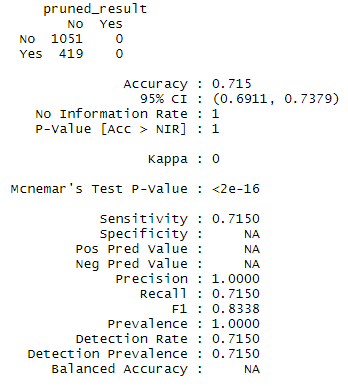 pruned_result
No Yes
No 1051 0
Yes 419 0
Accuracy : 0.715
95% CI : (0.6911, 0.7379)
No Information Rate : 1
P-Value [Acc > NIR] : 1
Kappa : 0
Mcnemar's Test P-Value : <2e-16
Sensitivity : 0.7150
Specificity : NA
Pos Pred Value : NA
Neg Pred Value : NA
Precision : 1.0000
Recall : 0.7150
F1 : 0.8338
Prevalence : 1.0000
Detection Rate : 0.7150
Detection Prevalence : 0.7150
Balanced Accuracy : NA